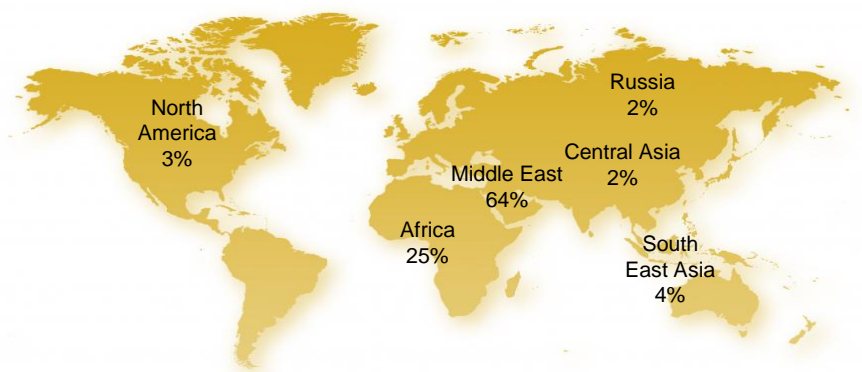 North
America
3%
Russia
2%
Central Asia
2%
Middle East
64%
Africa
25%
South
East Asia
4%